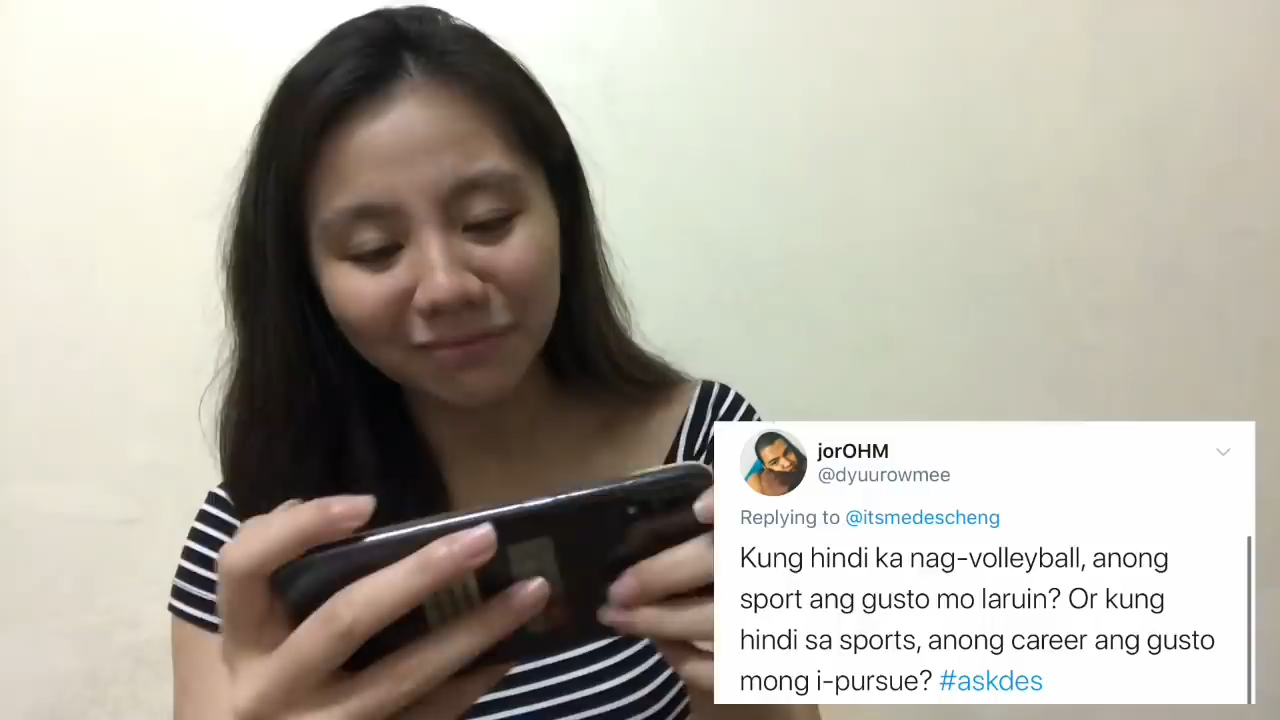 jorOHM
@dyuurowmee
Replying to @itsmedescheng
Kung hindi ka nag-volleyball, anong
sport ang gusto mo laruin? Or kung
hindi sa sports, anong career ang gusto
mong i-pursue? #askdes